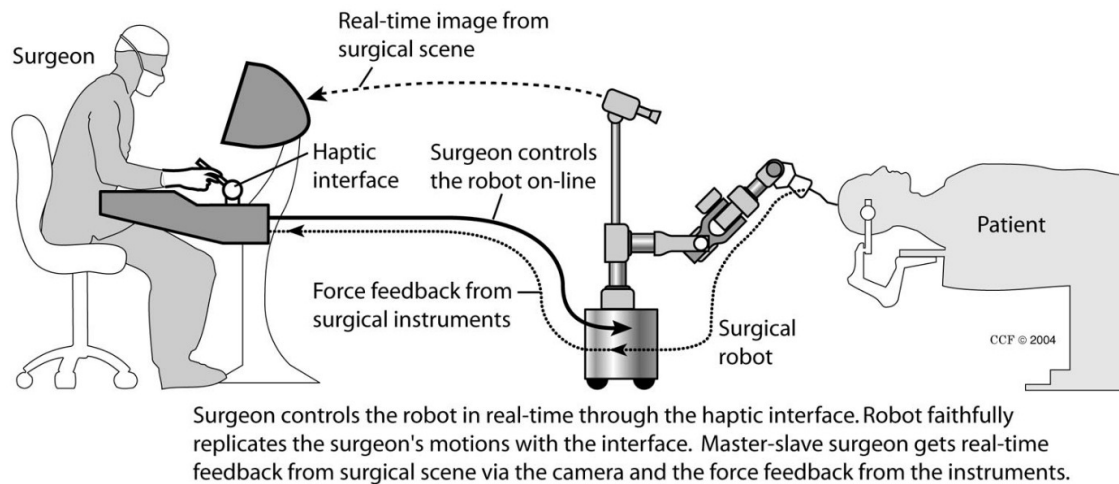 Real-time image from
surgical scene
Surgeon
Haptic
interface
Surgeon controls
the robot on-line
Patient
Force feedback from
surgical instruments
Surgical
robot
CCF © 2004
Surgeon controls the robot in real-time through the haptic interface. Robot faithfully
replicates the surgeon's motions with the interface. Master-slave surgeon gets real-time
feedback from surgical scene via the camera and the force feedback from the instruments.